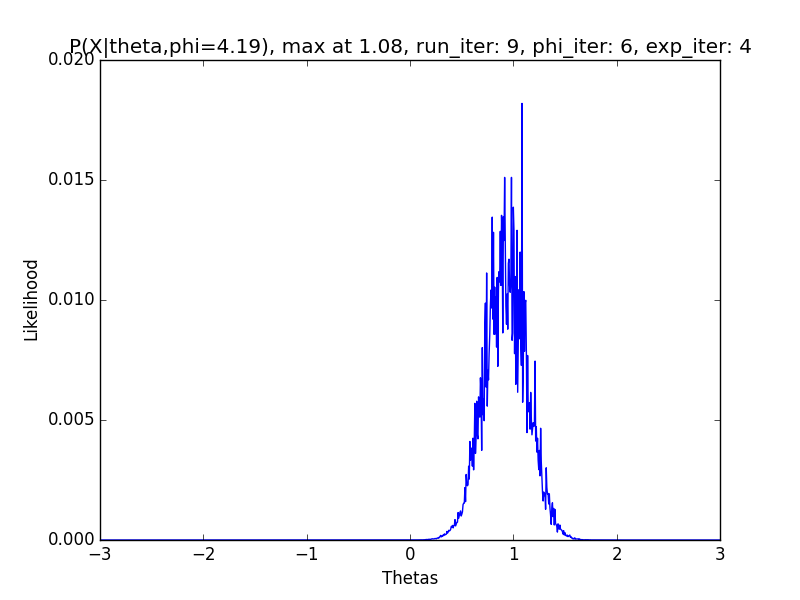 P(X|theta,phi=4.19), max at 1.08, run_iter: 9, phi_iter: 6, exp_iter: 4
0.020
0.015
0.010
0.005
0.000
Likelihood
−3 −2 −1 0 1 2 3
Thetas